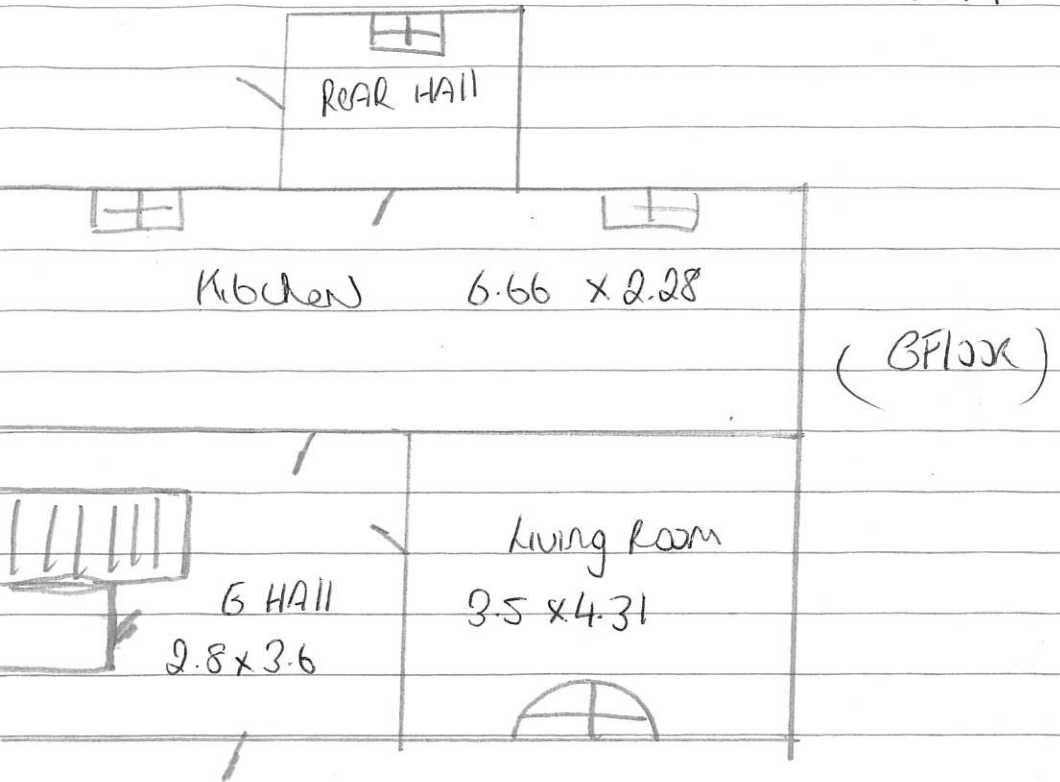 REAR HAll
Kitchen 6.66 x 2.28
(GFlooR)
Living Room
3.5 x 4.31
G HAll
2.8 x 3.6